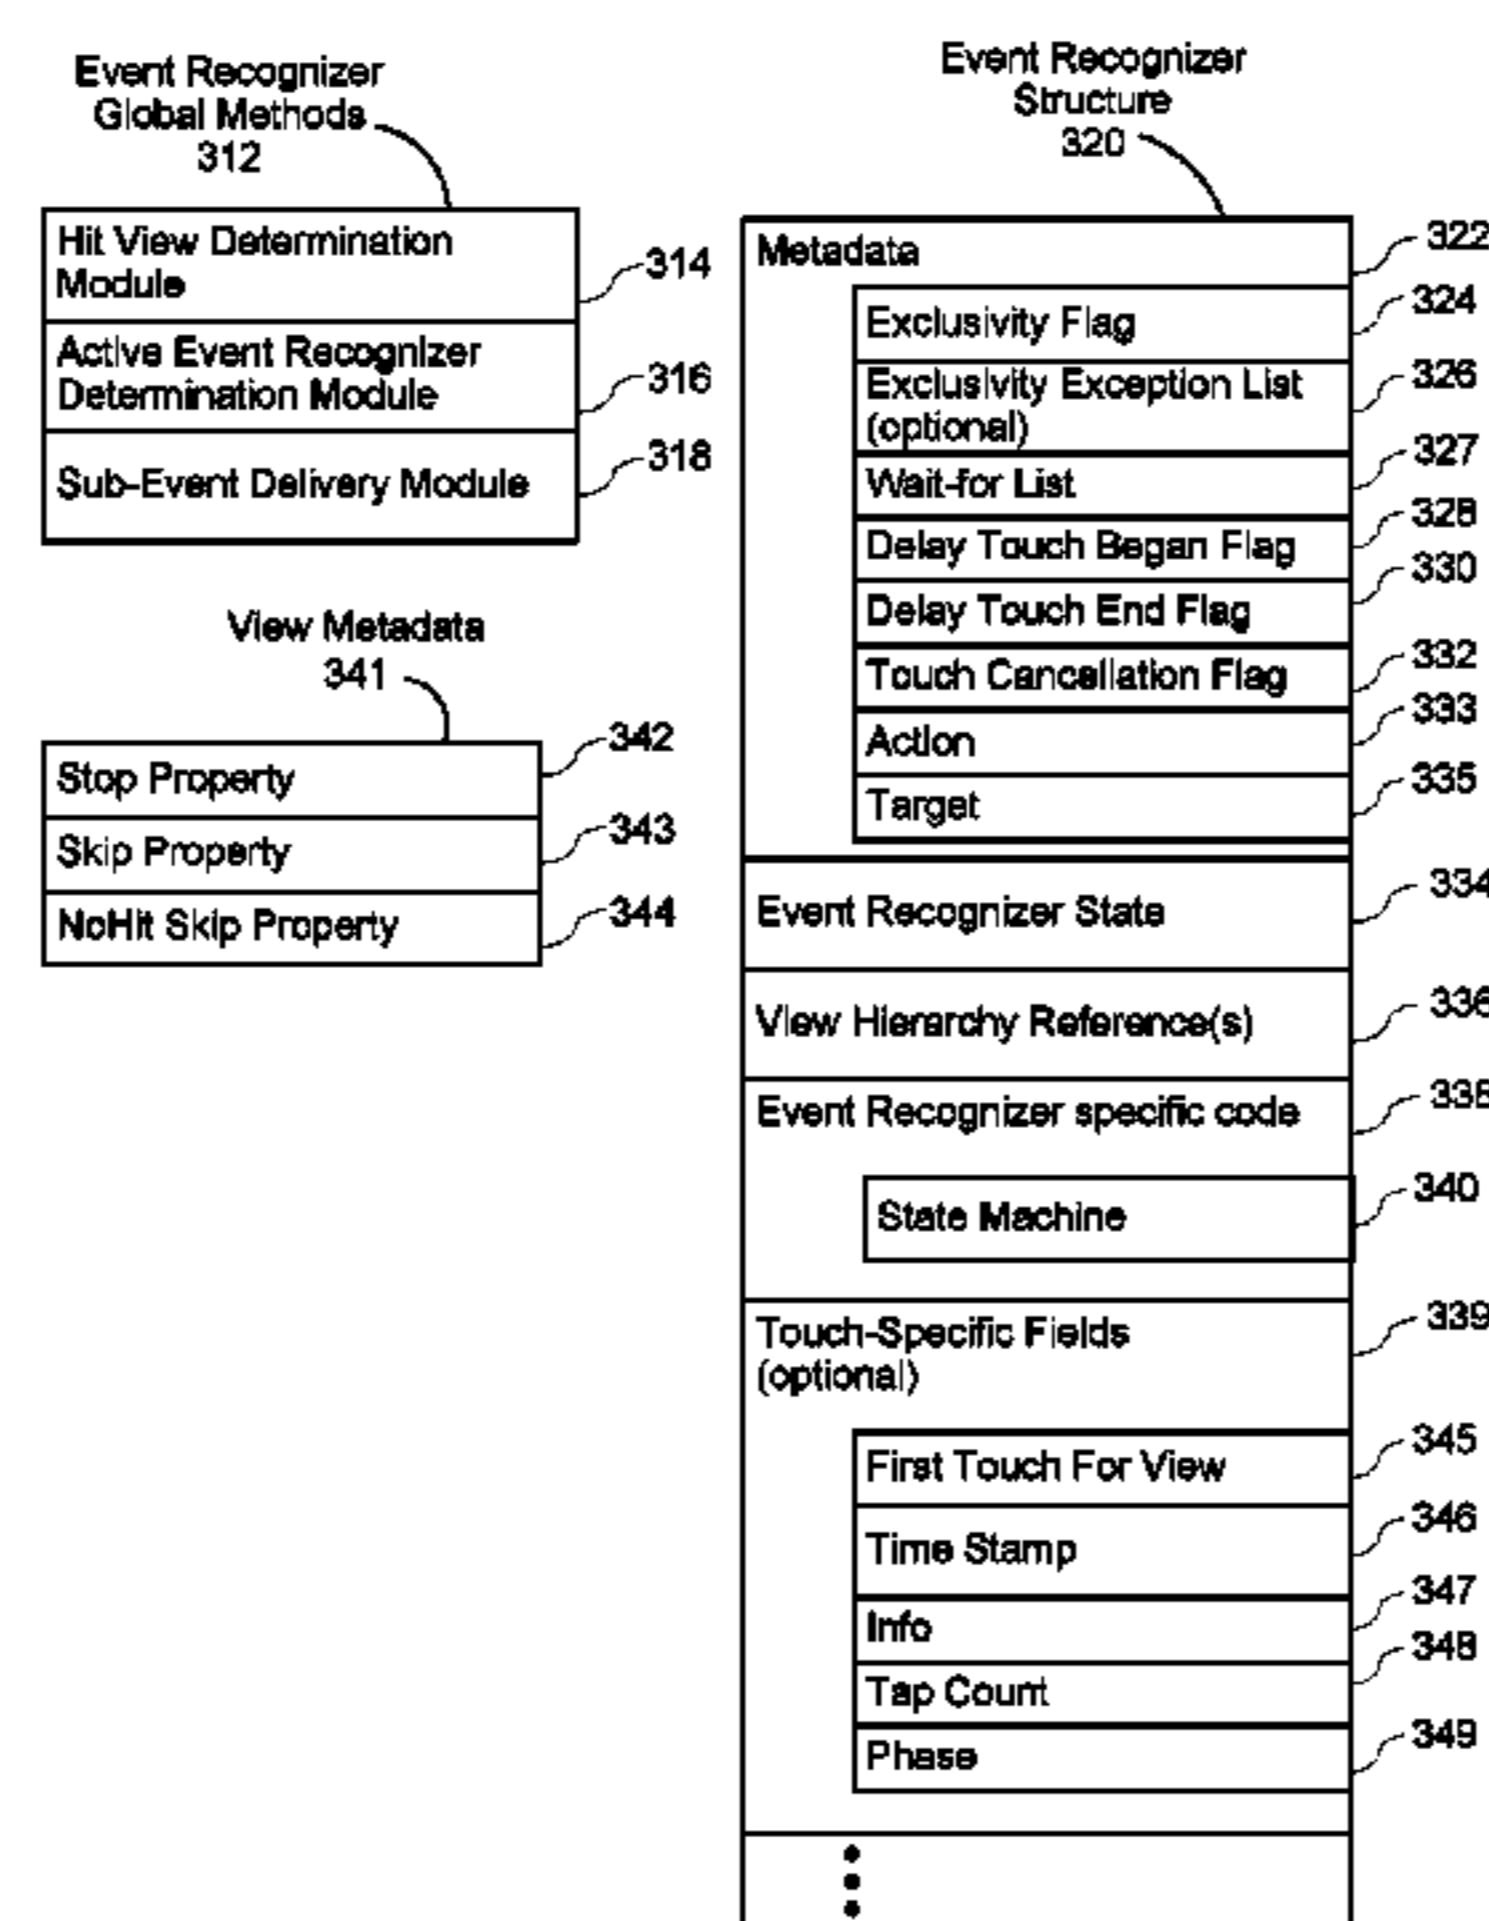 Event Recognizer
Global Methods
312
Hit View Determination
Module
314
Active Event Recognizer
Determination Module
316
Sub-Event Delivery Module
318
View Metadata
341
Stop Property
342
Skip Property
343
NoHit Skip Property
344
Event Recognizer
Structure
320
Metadata
322
Exclusivity Flag
324
Exclusivity Exception List
(optional)
326
Wait-for List
327
Delay Touch Began Flag
328
Delay Touch End Flag
330
Touch Cancellation Flag
332
Action
333
Target
335
Event Recognizer State
334
View Hierarchy Reference(s)
336
Event Recognizer specific code
338
State Machine
340
Touch-Specific Fields
(optional)
339
First Touch For View
345
Time Stamp
346
Info
347
Tap Count
348
Phase
349